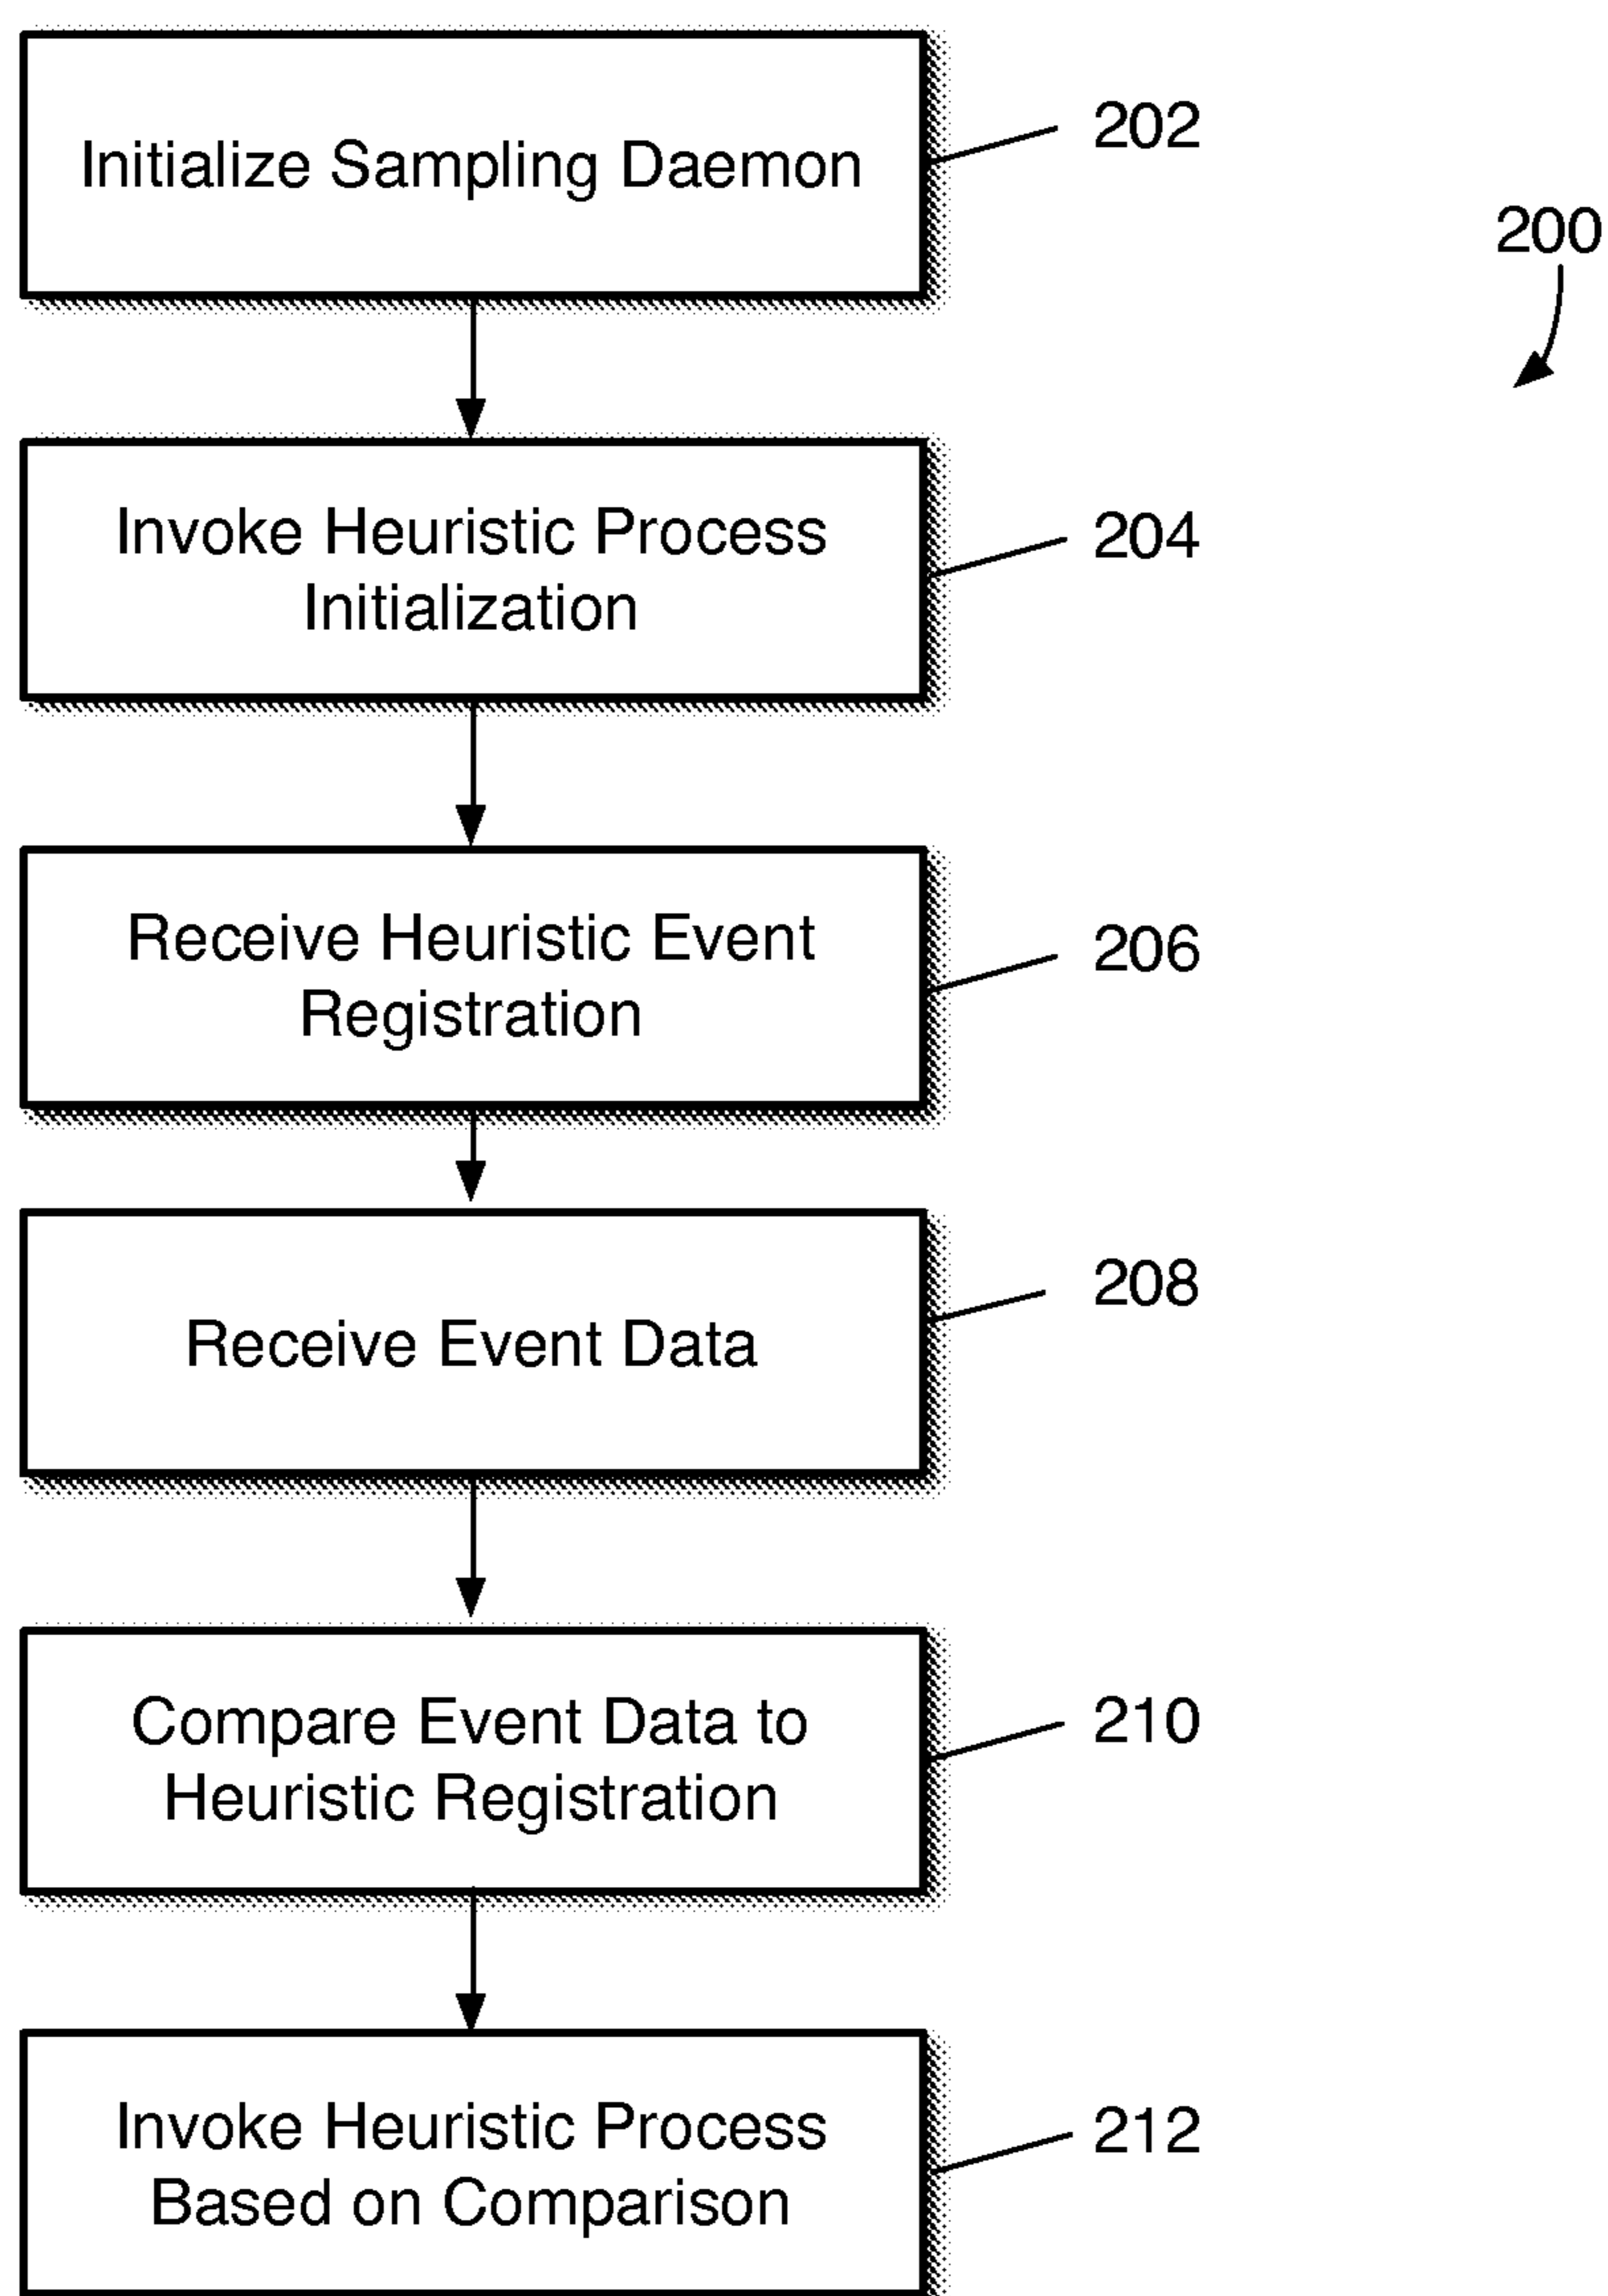 Initialize Sampling Daemon
202
200
Invoke Heuristic Process
Initialization
204
Receive Heuristic Event
Registration
206
Receive Event Data
208
Compare Event Data to
Heuristic Registration
210
Invoke Heuristic Process
Based on Comparison
212